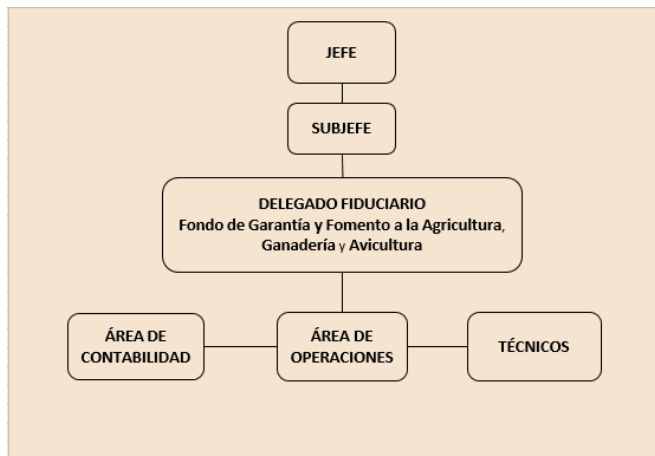 JEFE
SUBJEFE
DELEGADO FIDUCIARIO
Fondo de Garantía y Fomento a la Agricultura,
Ganadería y Avicultura
ÁREA DE
CONTABILIDAD
ÁREA DE
OPERACIONES
TÉCNICOS